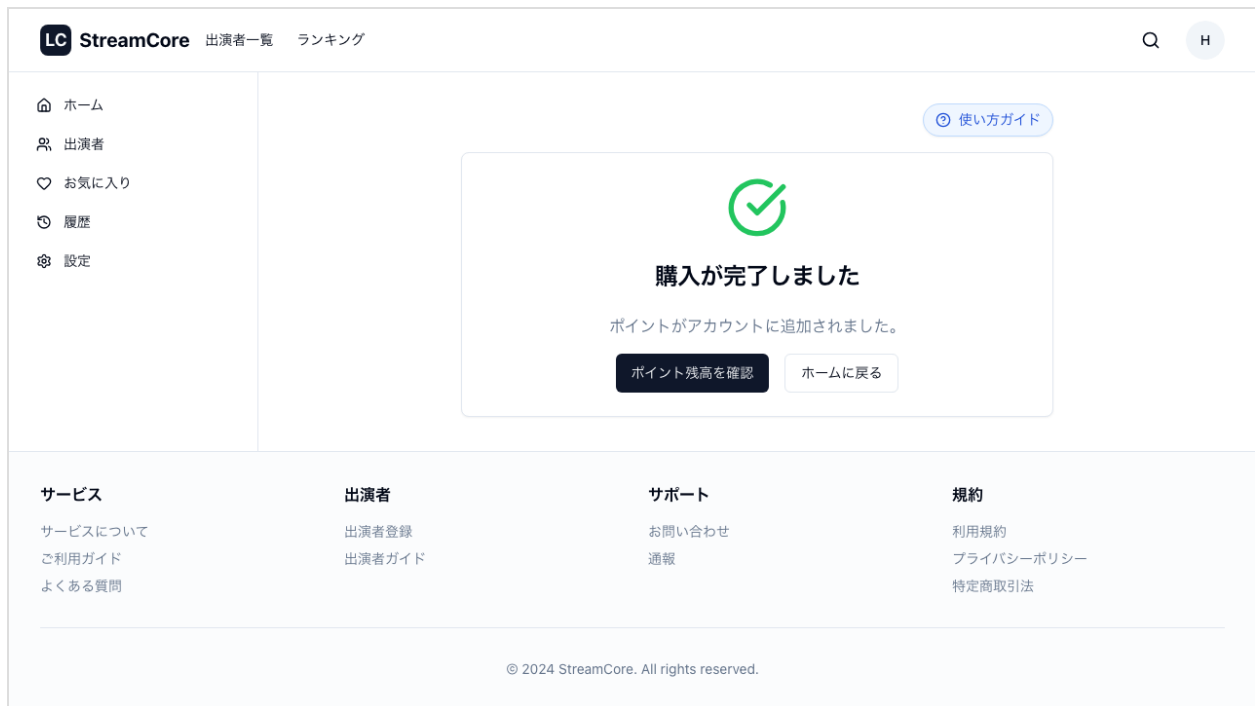 LC StreamCore 出演者一覧 ランキング H
ホーム
出演者
お気に入り
履歴
設定
使い方ガイド
購入が完了しました
ポイントがアカウントに追加されました。
ポイント残高を確認 ホームに戻る
サービス
サービスについて
ご利用ガイド
よくある質問
出演者
出演者登録
出演者ガイド
サポート
お問い合わせ
通報
規約
利用規約
プライバシーポリシー
特定商取引法
© 2024 StreamCore. All rights reserved.